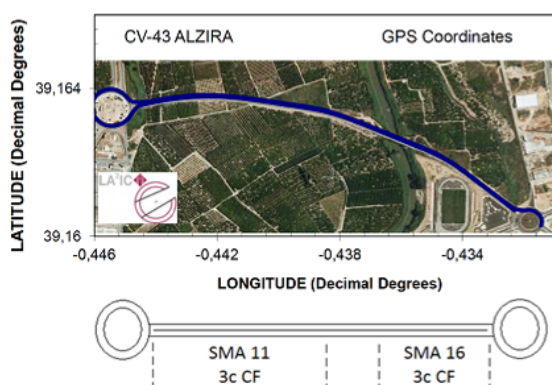 CV-43 ALZIRA
GPS Coordinates
LATITUDE (Decimal Degrees)
39,164
39,16
LA²IC
-0,446
-0,442
-0,438
-0,434
LONGITUDE (Decimal Degrees)
SMA 11
3c CF
SMA 16
3c CF